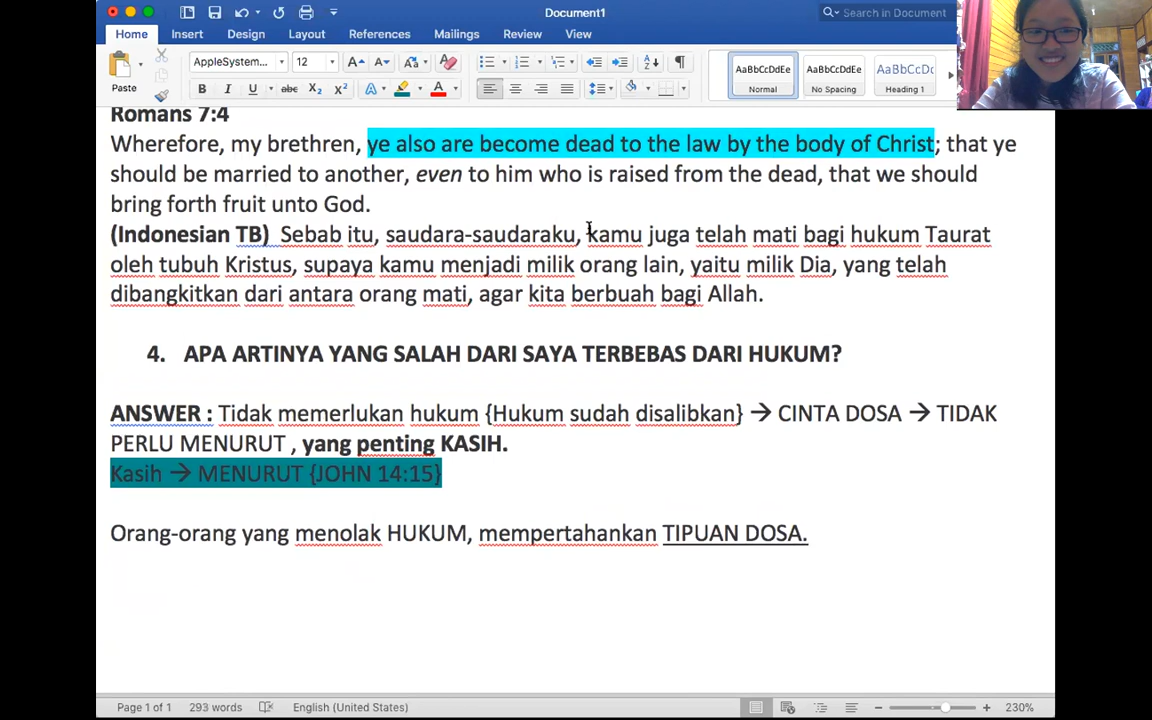 Document1
Search in Document
Home Insert Design Layout References Mailings Review View
Paste
AppleSystem... 12
AaBbCcDdEe AaBbCcDdEe AaBbCcDc
Normal No Spacing Heading 1
Romans 7:4
Wherefore, my brethren, ye also are become dead to the law by the body of Christ; that ye
should be married to another, even to him who is raised from the dead, that we should
bring forth fruit unto God.
(Indonesian TB) Sebab itu, saudara-saudaraku, kamu juga telah mati bagi hukum Taurat
oleh tubuh Kristus, supaya kamu menjadi milik orang lain, yaitu milik Dia, yang telah
dibangkitkan dari antara orang mati, agar kita berbuah bagi Allah.
4. APA ARTINYA YANG SALAH DARI SAYA TERBEBAS DARI HUKUM?
ANSWER : Tidak memerlukan hukum {Hukum sudah disalibkan} → CINTA DOSA → TIDAK
PERLU MENURUT , yang penting KASIH.
Kasih → MENURUT {JOHN 14:15}
Orang-orang yang menolak HUKUM, mempertahankan TIPUAN DOSA.
Page 1 of 1 293 words English (United States) 230%